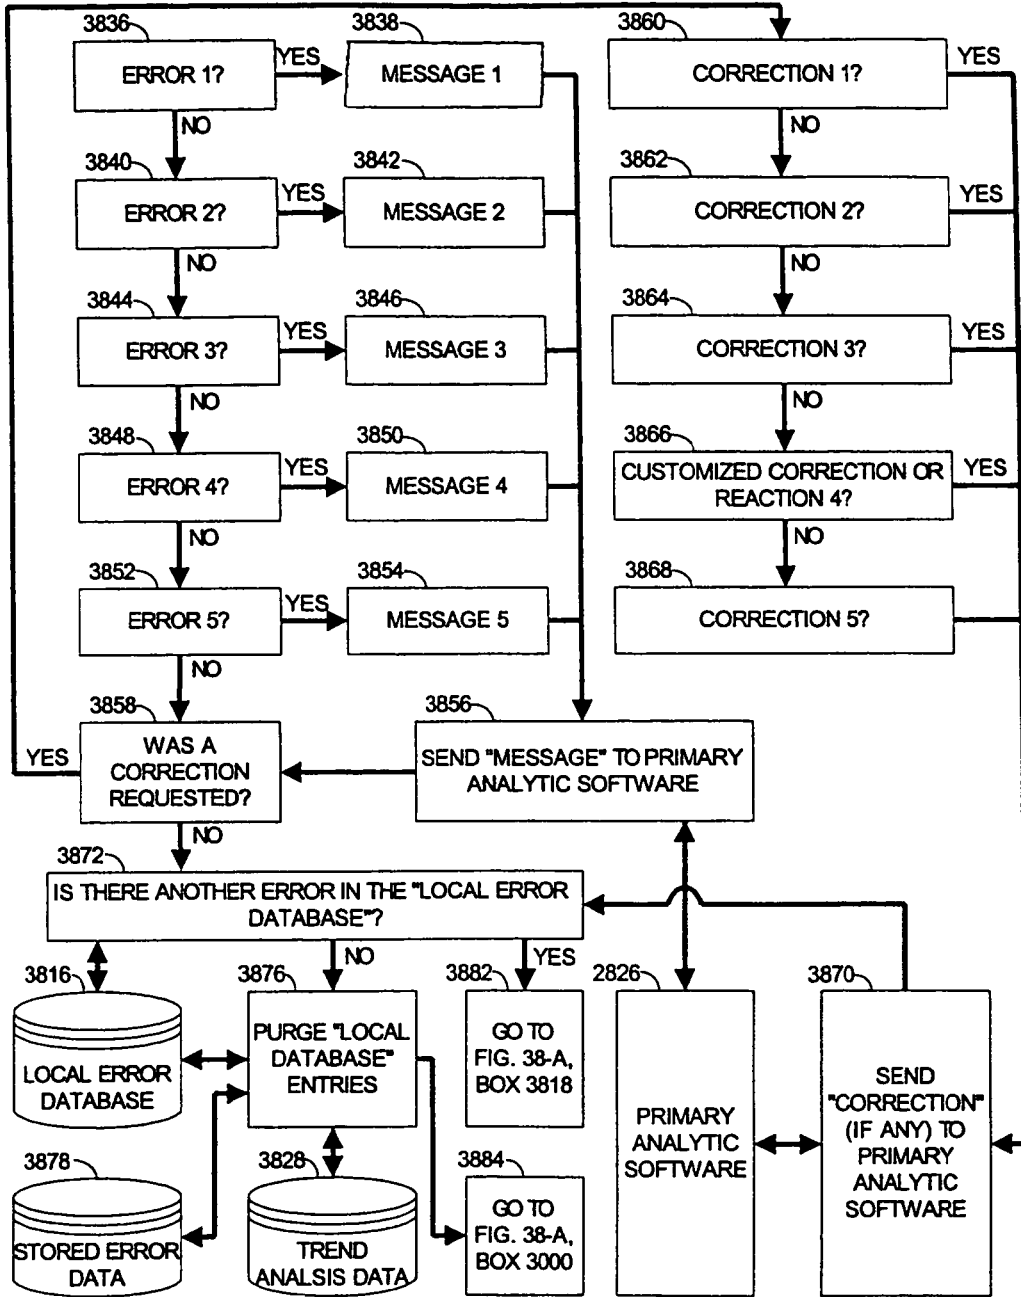 3836
ERROR 1?
YES
3838
MESSAGE 1
NO
3840
ERROR 2?
YES
3842
MESSAGE 2
NO
3844
ERROR 3?
YES
3846
MESSAGE 3
NO
3848
ERROR 4?
YES
3850
MESSAGE 4
NO
3852
ERROR 5?
YES
3854
MESSAGE 5
NO
3858
WAS A
CORRECTION
REQUESTED?
YES
NO
3856
SEND "MESSAGE" TO PRIMARY
ANALYTIC SOFTWARE
3860
CORRECTION 1?
YES
NO
3862
CORRECTION 2?
YES
NO
3864
CORRECTION 3?
YES
NO
3866
CUSTOMIZED CORRECTION OR
REACTION 4?
YES
NO
3868
CORRECTION 5?
3872
IS THERE ANOTHER ERROR IN THE "LOCAL ERROR
DATABASE"?
NO
YES
3816
LOCAL ERROR
DATABASE
3876
PURGE "LOCAL
DATABASE"
ENTRIES
3882
GO TO
FIG. 38-A,
BOX 3818
2826
PRIMARY
ANALYTIC
SOFTWARE
3870
SEND
"CORRECTION"
(IF ANY) TO
PRIMARY
ANALYTIC
SOFTWARE
3878
STORED ERROR
DATA
3828
TREND
ANALSIS DATA
3884
GO TO
FIG. 38-A,
BOX 3000